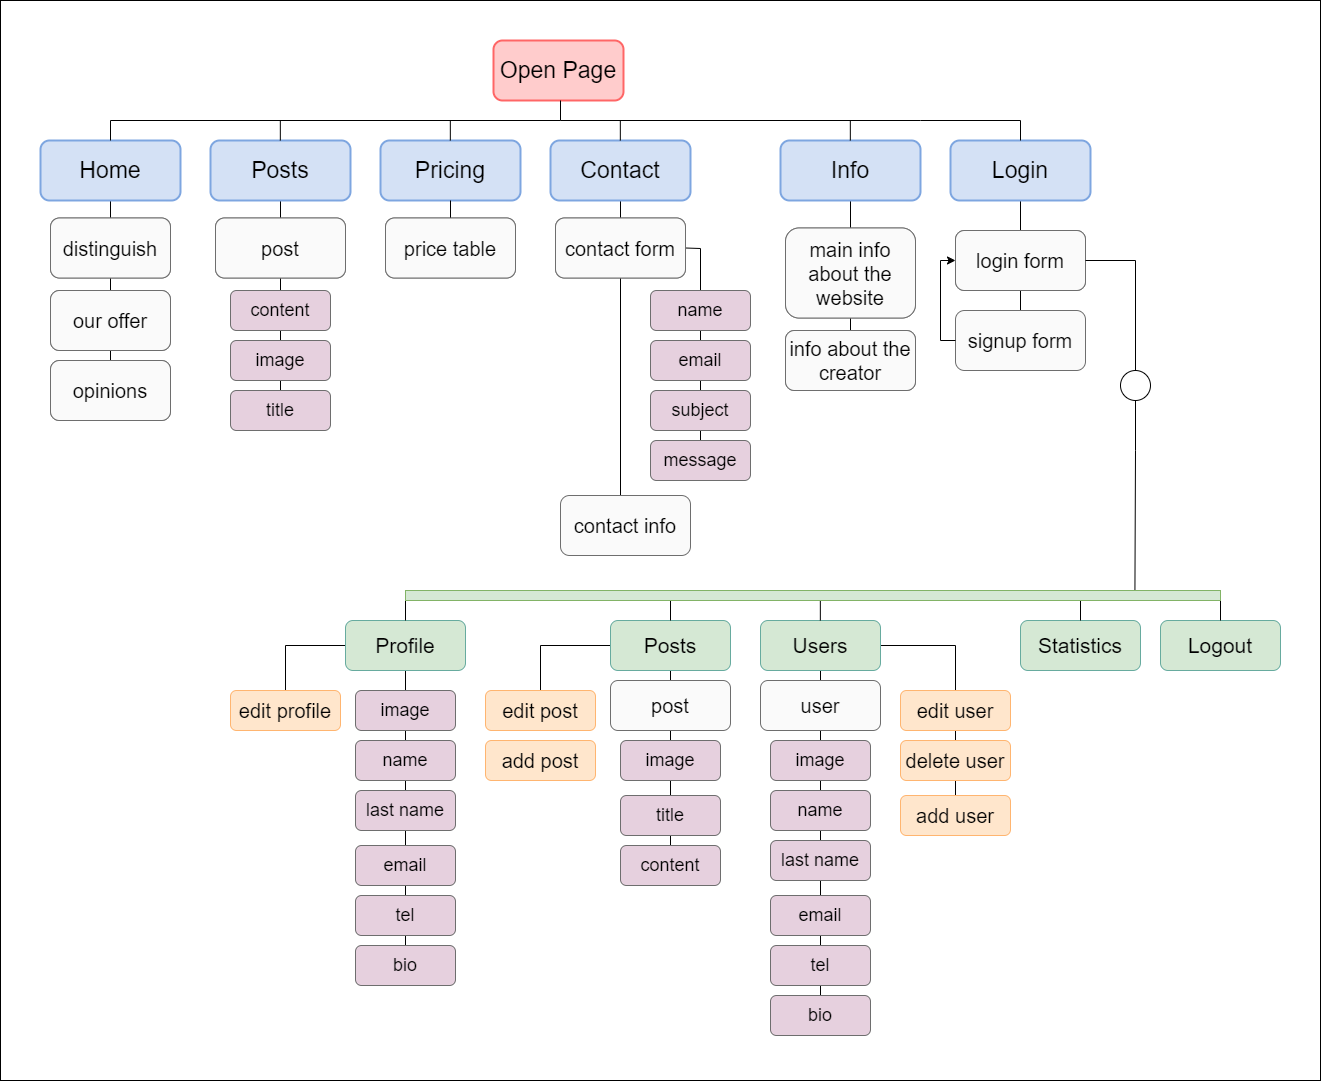 Open Page
Home
Posts
Pricing
Contact
Info
Login
distinguish
our offer
opinions
post
content
image
title
price table
contact form
name
email
subject
message
contact info
main info
about the
website
info about the
creator
login form
signup form
Profile
edit profile
image
name
last name
email
tel
bio
Posts
edit post
add post
post
image
title
content
Users
user
image
name
last name
email
tel
bio
edit user
delete user
add user
Statistics
Logout